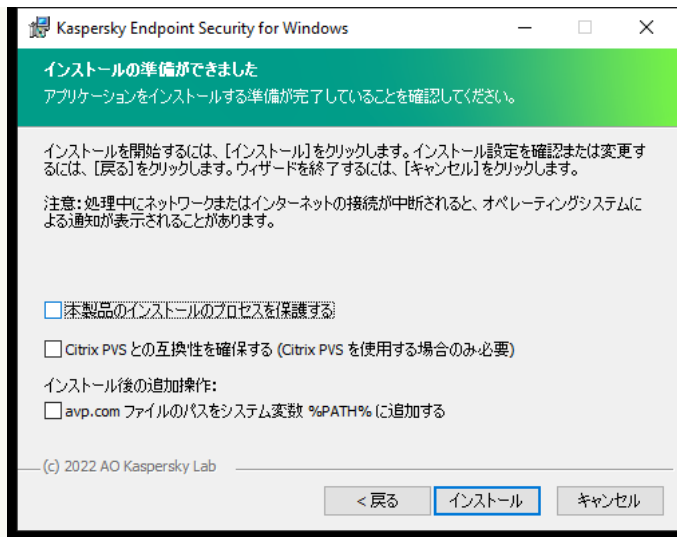 Kaspersky Endpoint Security for Windows
インストールの準備ができました
アプリケーションをインストールする準備が完了していることを確認してください。
インストールを開始するには、[インストール]をクリックします。インストール設定を確認または変更す
るには、[戻る]をクリックします。ウィザードを終了するには、[キャンセル]をクリックします。
注意:処理中にネットワークまたはインターネットの接続が中断されると、オペレーティングシステムに
よる通知が表示されることがあります。
本製品のインストールのプロセスを保護する
Citrix PVS との互換性を確保する (Citrix PVS を使用する場合のみ必要)
インストール後の追加操作:
avp.com ファイルのパスをシステム変数 %PATH% に追加する
(c) 2022 AO Kaspersky Lab
< 戻る インストール キャンセル